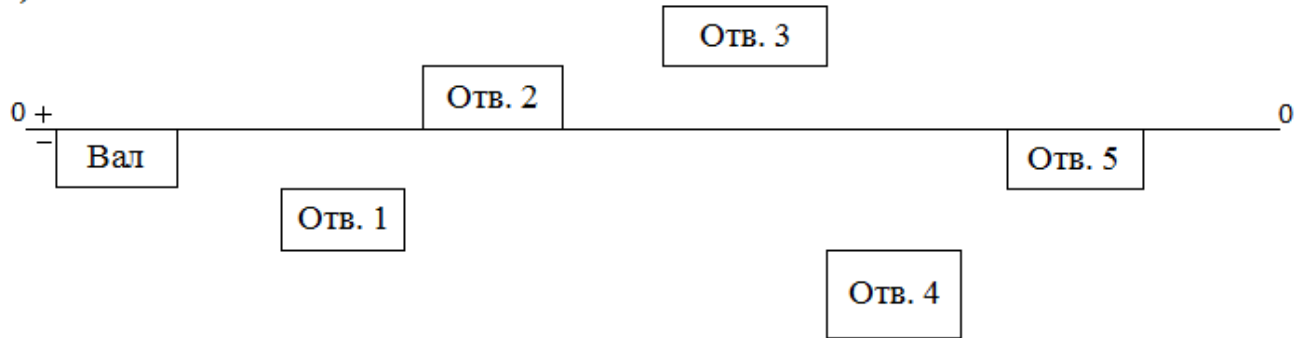 )
Отв. 3
Отв. 2
0 +
0
−
Вал
Отв. 5
Отв. 1
Отв. 4